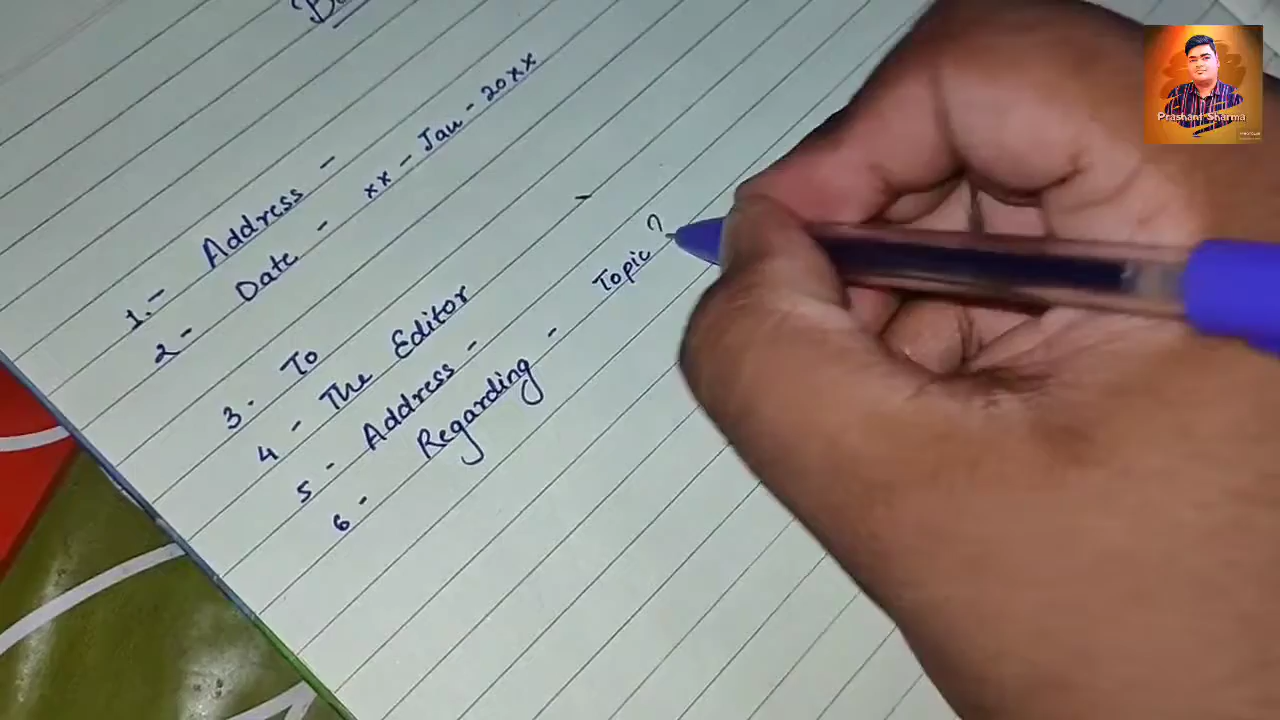 1.- Address -
2- Date - xx - Jan - 20xx
3. To
4 - The Editor
5 - Address -
6 - Regarding - Topic ?
Prashant Sharma